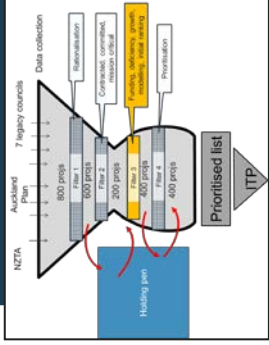 Data collection
NZTA
Auckland
Plan
7 legacy councils
800 projs
Filter 1
Rationalisation
600 projs
Filter 2
Contracted, committed,
mission critical
200 projs
Filter 3
Funding, deficiency, growth,
modelling, initial ranking
400 projs
Filter 4
Prioritisation
400 projs
Holding pen
Prioritised list
ITP